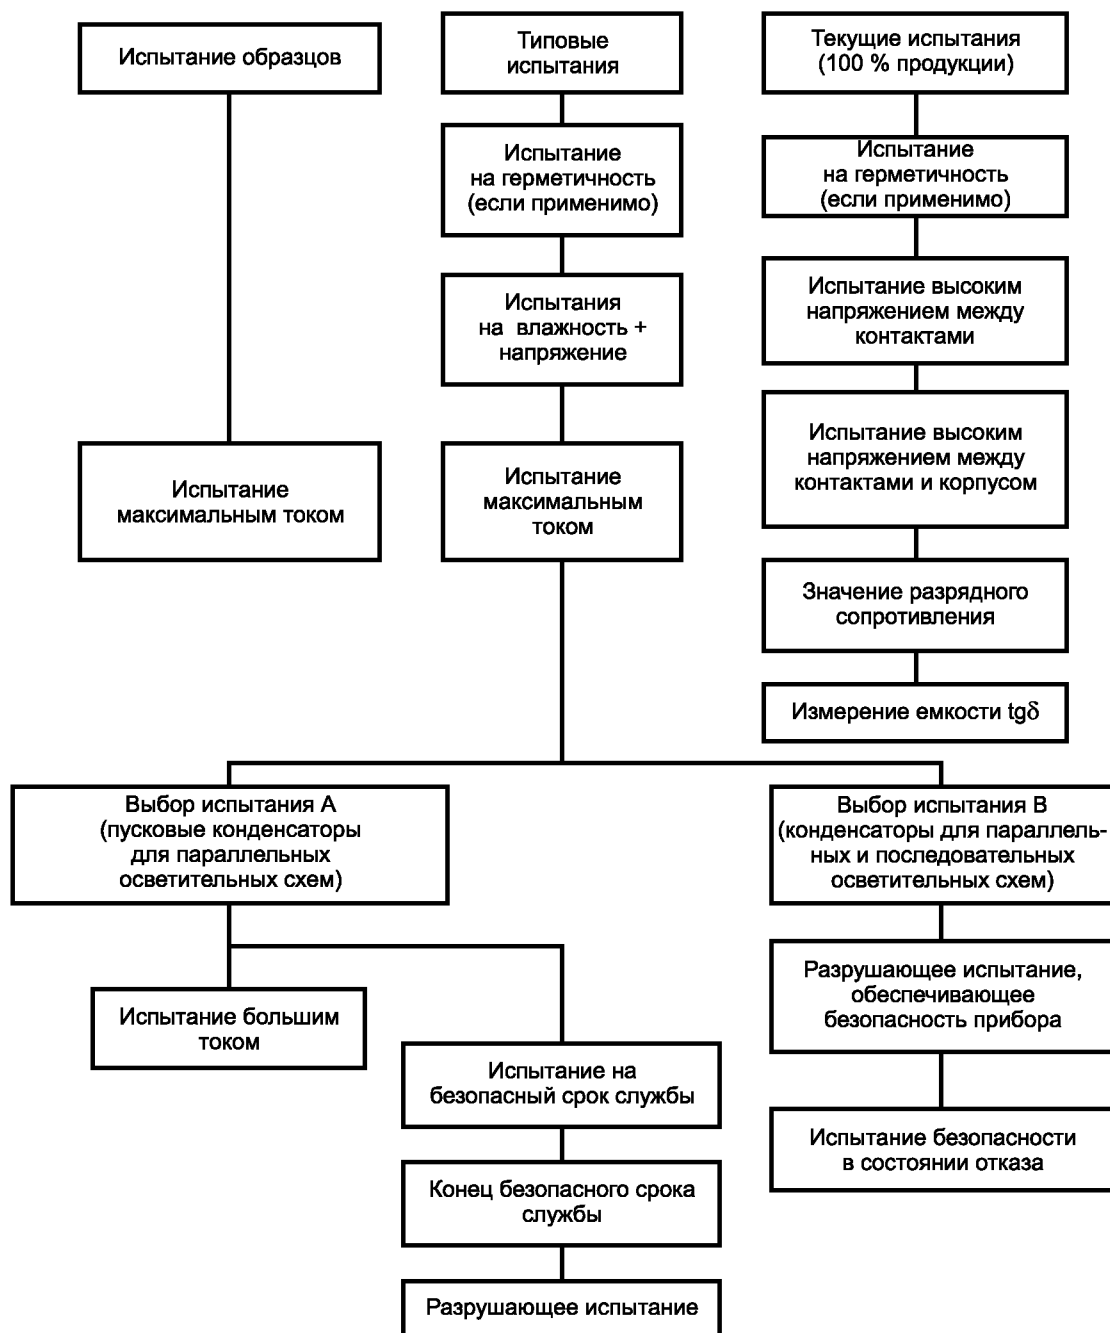 Испытание образцов
Типовые
испытания
Текущие испытания
(100 % продукции)
Испытание
на герметичность
(если применимо)
Испытание
на герметичность
(если применимо)
Испытания
на влажность +
напряжение
Испытание высоким
напряжением между
контактами
Испытание
максимальным током
Испытание
максимальным
током
Испытание высоким
напряжением между
контактами и корпусом
Значение разрядного
сопротивления
Измерение емкости tgδ
Выбор испытания А
(пусковые конденсаторы
для параллельных
осветительных схем)
Выбор испытания В
(конденсаторы для параллель-
ных и последовательных
осветительных схем)
Испытание большим
током
Разрушающее испытание,
обеспечивающее
безопасность прибора
Испытание на
безопасный срок службы
Испытание безопасности
в состоянии отказа
Конец безопасного срока
службы
Разрушающее испытание